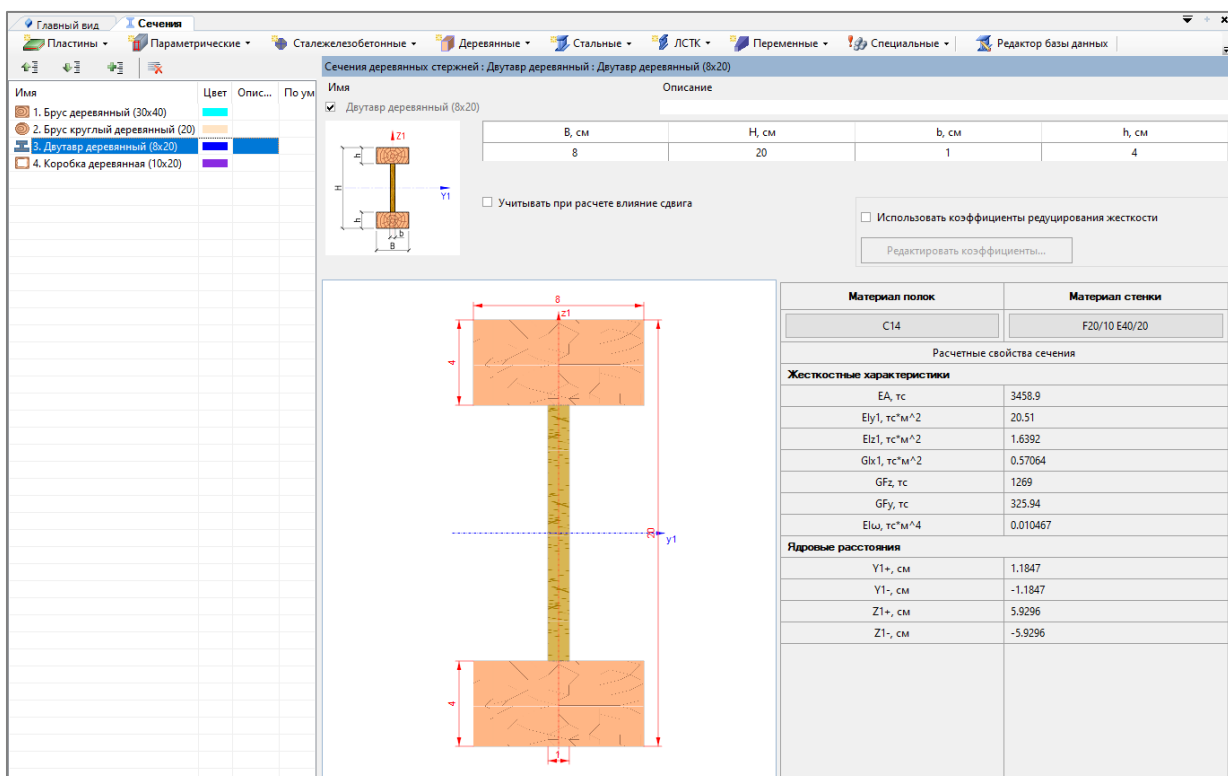 Главный вид Сечения
Пластины Параметрические Сталежелезобетонные Деревянные Стальные ЛСТК Переменные Специальные Редактор базы данных
Имя Цвет Опис... По ум
1. Брус деревянный (30x40)
2. Брус круглый деревянный (20)
3. Двутавр деревянный (8x20)
4. Коробка деревянная (10x20)
Сечения деревянных стержней : Двутавр деревянный : Двутавр деревянный (8x20)
Имя Описание
Двутавр деревянный (8x20)
Z1
h
H
Y1
h
b
B
B, см H, см b, см h, см
8 20 1 4
Учитывать при расчете влияние сдвига
Использовать коэффициенты редуцирования жесткости
Редактировать коэффициенты...
8
z1
4
20
y1
4
1
Материал полок Материал стенки
C14 F20/10 E40/20
Расчетные свойства сечения
Жесткостные характеристики
EA, тс 3458.9
EIy1, тс*м^2 20.51
EIz1, тс*м^2 1.6392
GIx1, тс*м^2 0.57064
GFz, тс 1269
GFy, тс 325.94
EIω, тс*м^4 0.010467
Ядровые расстояния
Y1+, см 1.1847
Y1-, см -1.1847
Z1+, см 5.9296
Z1-, см -5.9296